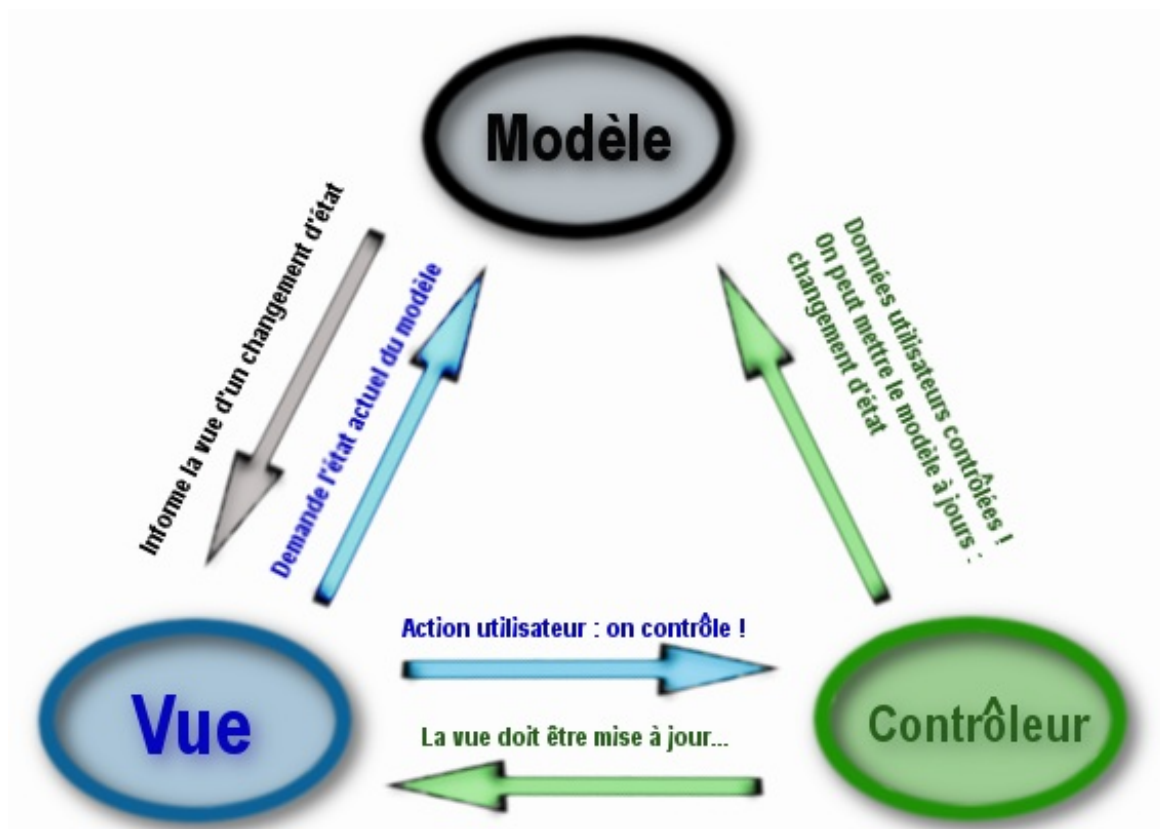 Modèle
Informe la vue d'un changement d'état
Demande l'état actuel du modèle
Données utilisateurs contrôlées !
On peut mettre le modèle à jours :
changement d'état
Action utilisateur : on contrôle !
Vue
Contrôleur
La vue doit être mise à jour...